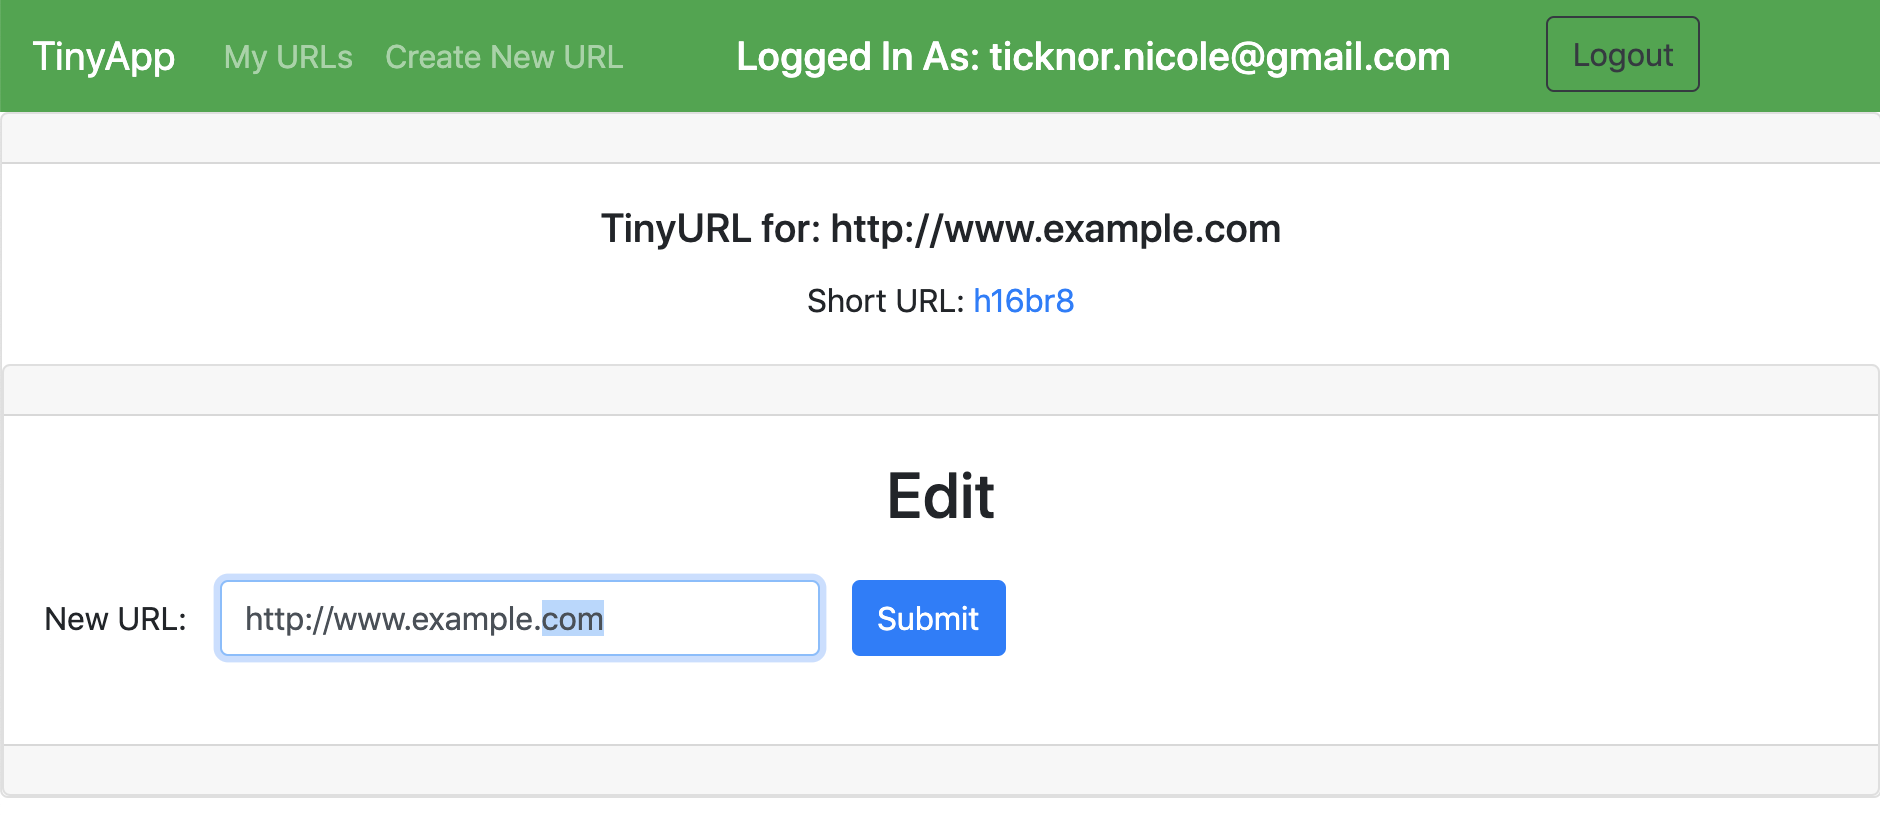 TinyApp My URLs Create New URL Logged In As: ticknor.nicole@gmail.com Logout
TinyURL for: http://www.example.com
Short URL: h16br8
Edit
New URL: http://www.example.com Submit